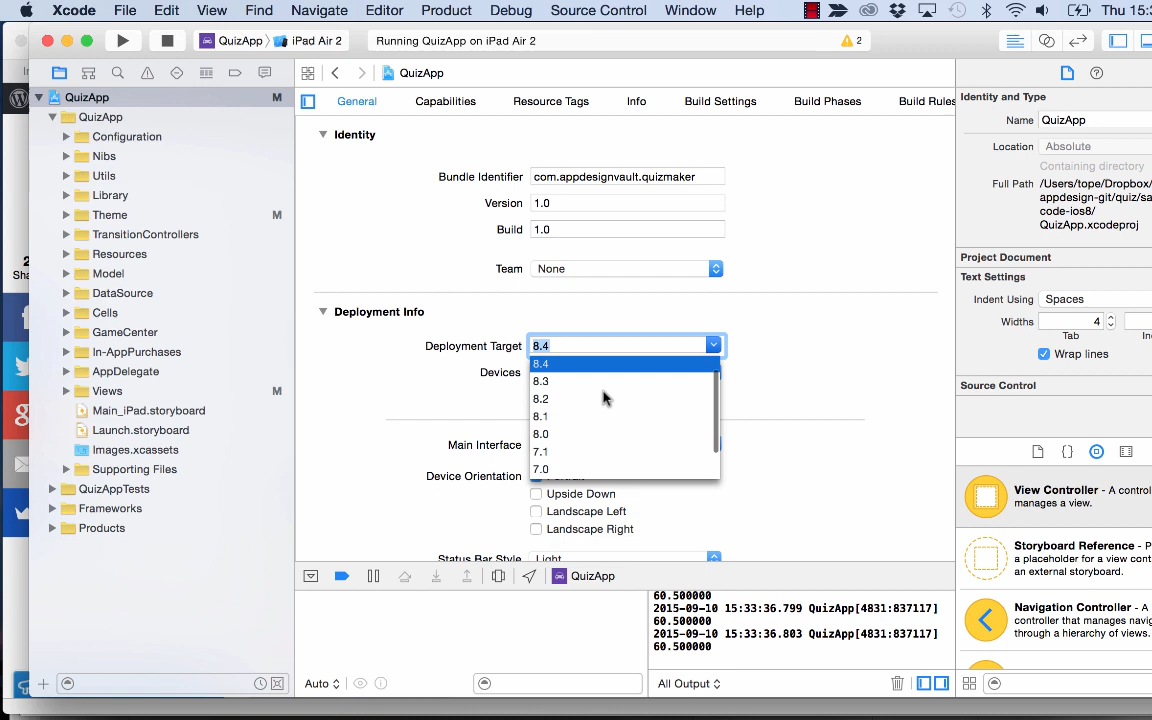 Xcode File Edit View Find Navigate Editor Product Debug Source Control Window Help Thu 15:3
QuizApp iPad Air 2 Running QuizApp on iPad Air 2 2
QuizApp
QuizApp M
General Capabilities Resource Tags Info Build Settings Build Phases Build Rules
Identity and Type
QuizApp
Configuration
Nibs
Utils
Library
Theme M
TransitionControllers
Resources
Model
DataSource
Cells
GameCenter
In-AppPurchases
AppDelegate
Views
Main_iPad.storyboard
Launch.storyboard
Images.xcassets
Supporting Files
QuizAppTests
Frameworks
Products
Sha
Identity
Bundle Identifier com.appdesignvault.quizmaker
Version 1.0
Build 1.0
Team None
Deployment Info
Deployment Target 8.4
8.4
Devices
8.3
8.2
8.1
8.0
Main Interface
7.1
7.0
Device Orientation
Upside Down
Landscape Left
Landscape Right
Status Bar Style Light
QuizApp
60.500000
2015-09-10 15:33:36.799 QuizApp[4831:837117]
60.500000
2015-09-10 15:33:36.803 QuizApp[4831:837117]
60.500000
Auto
All Output
Name QuizApp
Location Absolute
Containing directory
Full Path /Users/tope/Dropbox/
appdesign-git/quiz/sa
code-ios8/
QuizApp.xcodeproj
Project Document
Text Settings
Indent Using Spaces
Widths 4
Tab In
Wrap lines
Source Control
View Controller - A contro
manages a view.
Storyboard Reference - P
a placeholder for a view cont
an external storyboard.
Navigation Controller - A
controller that manages navi
through a hierarchy of views.